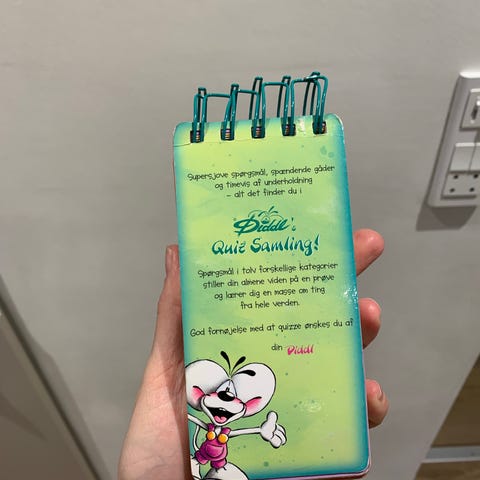 Supersjove spørgsmål, spændende gåder
og timevis af underholdning
- alt det finder du i
Diddl's
Quiz Samling!
Spørgsmål i tolv forskellige kategorier
stiller din almene viden på en prøve
og lærer dig en masse om ting
fra hele verden.
God fornøjelse med at quizze ønskes du af
din Diddl